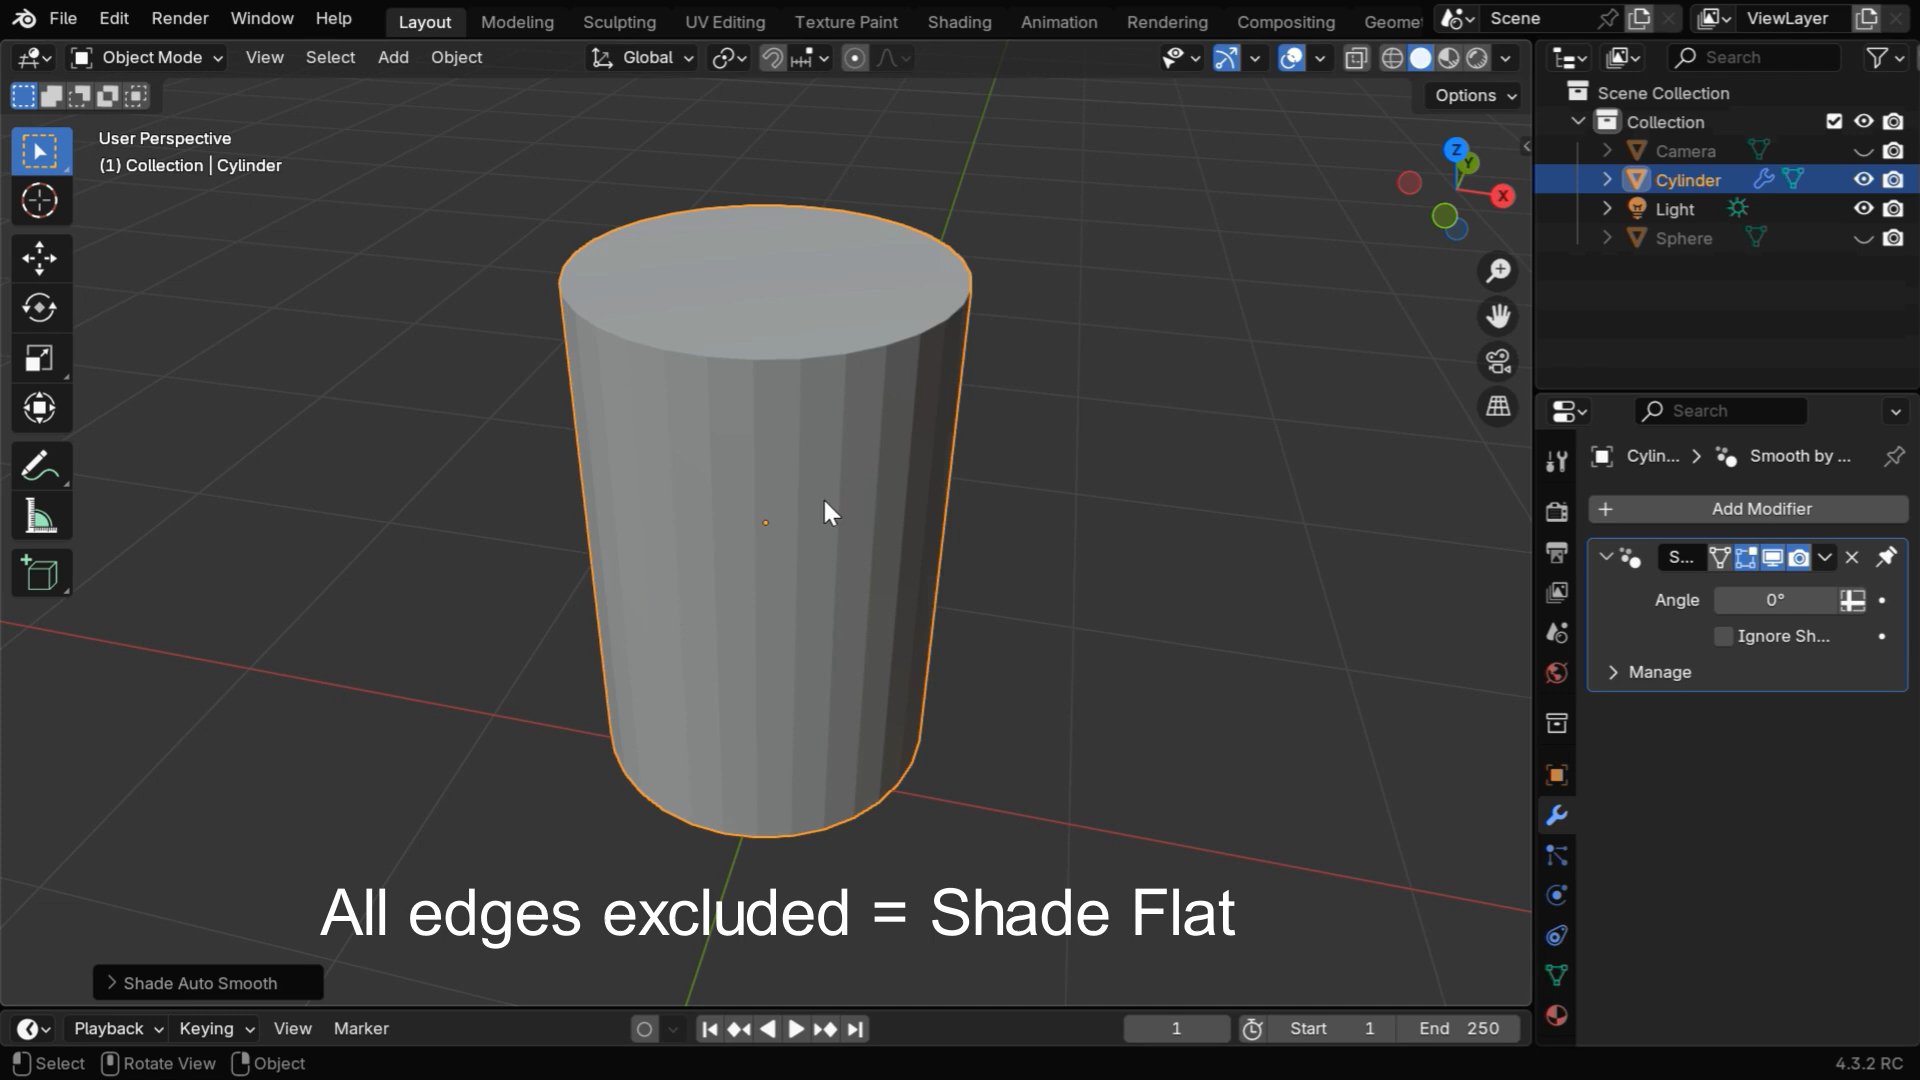 File Edit Render Window Help Layout Modeling Sculpting UV Editing Texture Paint Shading Animation Rendering Compositing Geome Scene ViewLayer
Object Mode View Select Add Object Global
Search
Options
Scene Collection
Collection
Camera
Cylinder
Light
Sphere
User Perspective
(1) Collection | Cylinder
Z
Y
X
Search
Cylin... Smooth by ...
+ Add Modifier
S...
Angle 0°
Ignore Sh...
Manage
All edges excluded = Shade Flat
Shade Auto Smooth
Playback Keying View Marker 1 Start 1 End 250
Select Rotate View Object 4.3.2 RC